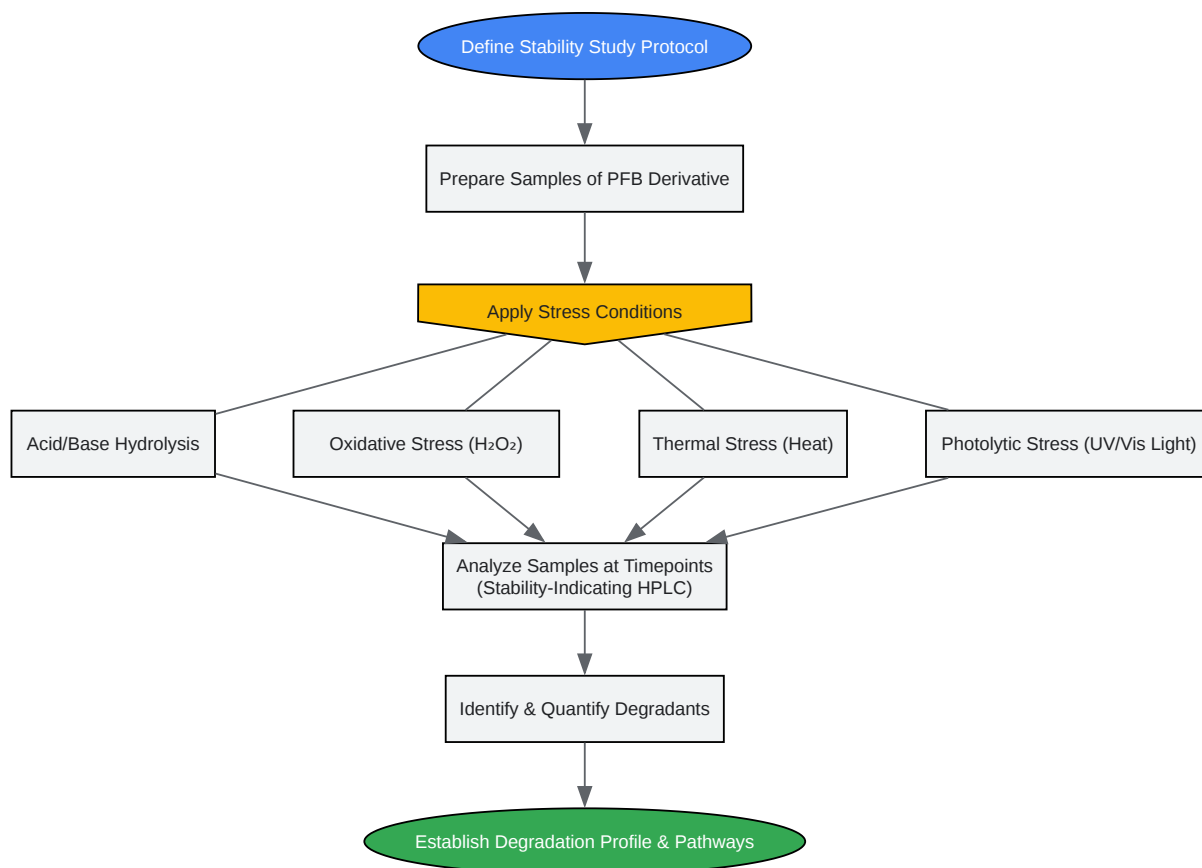 Define Stability Study Protocol
Prepare Samples of PFB Derivative
Apply Stress Conditions
Acid/Base Hydrolysis
Oxidative Stress (H₂O₂)
Thermal Stress (Heat)
Photolytic Stress (UV/Vis Light)
Analyze Samples at Timepoints
(Stability-Indicating HPLC)
Identify & Quantify Degradants
Establish Degradation Profile & Pathways